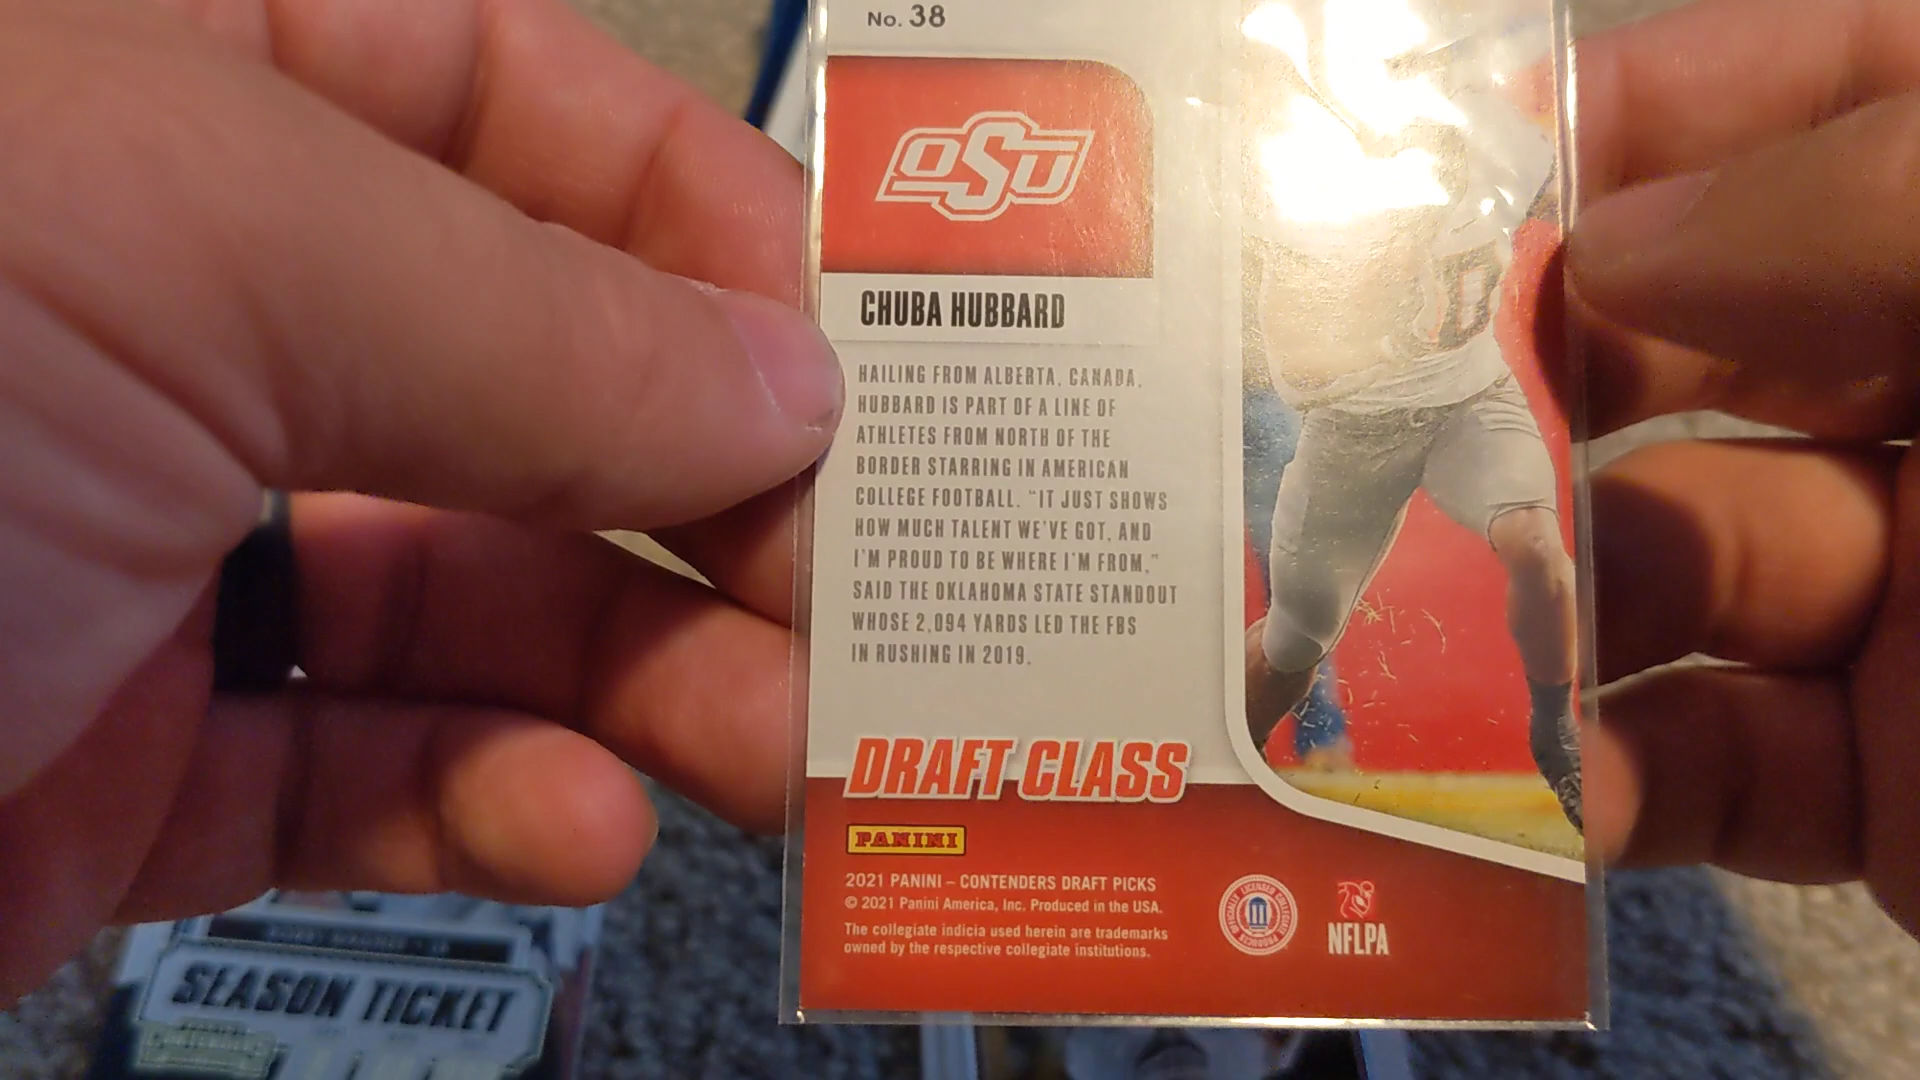 No. 38
OSU
CHUBA HUBBARD
HAILING FROM ALBERTA, CANADA,
HUBBARD IS PART OF A LINE OF
ATHLETES FROM NORTH OF THE
BORDER STARRING IN AMERICAN
COLLEGE FOOTBALL. "IT JUST SHOWS
HOW MUCH TALENT WE'VE GOT, AND
I'M PROUD TO BE WHERE I'M FROM,"
SAID THE OKLAHOMA STATE STANDOUT
WHOSE 2,094 YARDS LED THE FBS
IN RUSHING IN 2019.
DRAFT CLASS
PANINI
2021 PANINI – CONTENDERS DRAFT PICKS
© 2021 Panini America, Inc. Produced in the USA.
The collegiate indicia used herein are trademarks
owned by the respective collegiate institutions.
OFFICIALLY LICENSED COLLEGIATE PRODUCTS
NFLPA
SEASON TICKET